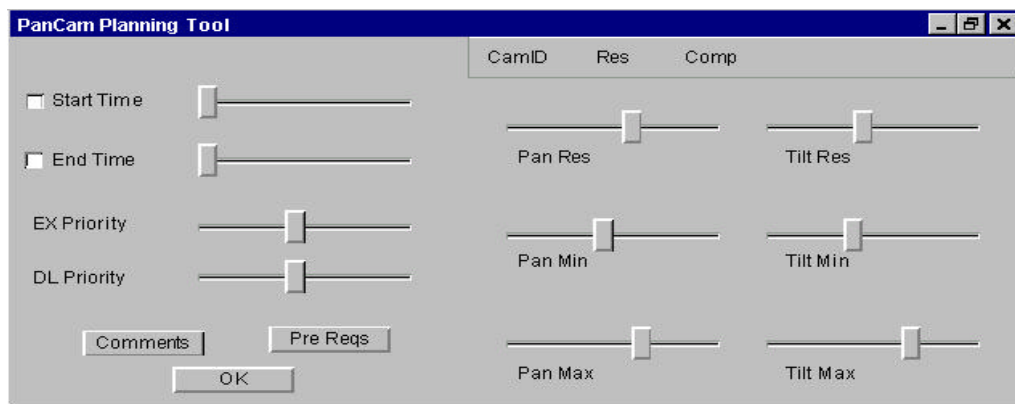 PanCam Planning Tool
CamID Res Comp
Start Time
End Time
EX Priority
DL Priority
Comments
Pre Reqs
OK
Pan Res
Tilt Res
Pan Min
Tilt Min
Pan Max
Tilt Max